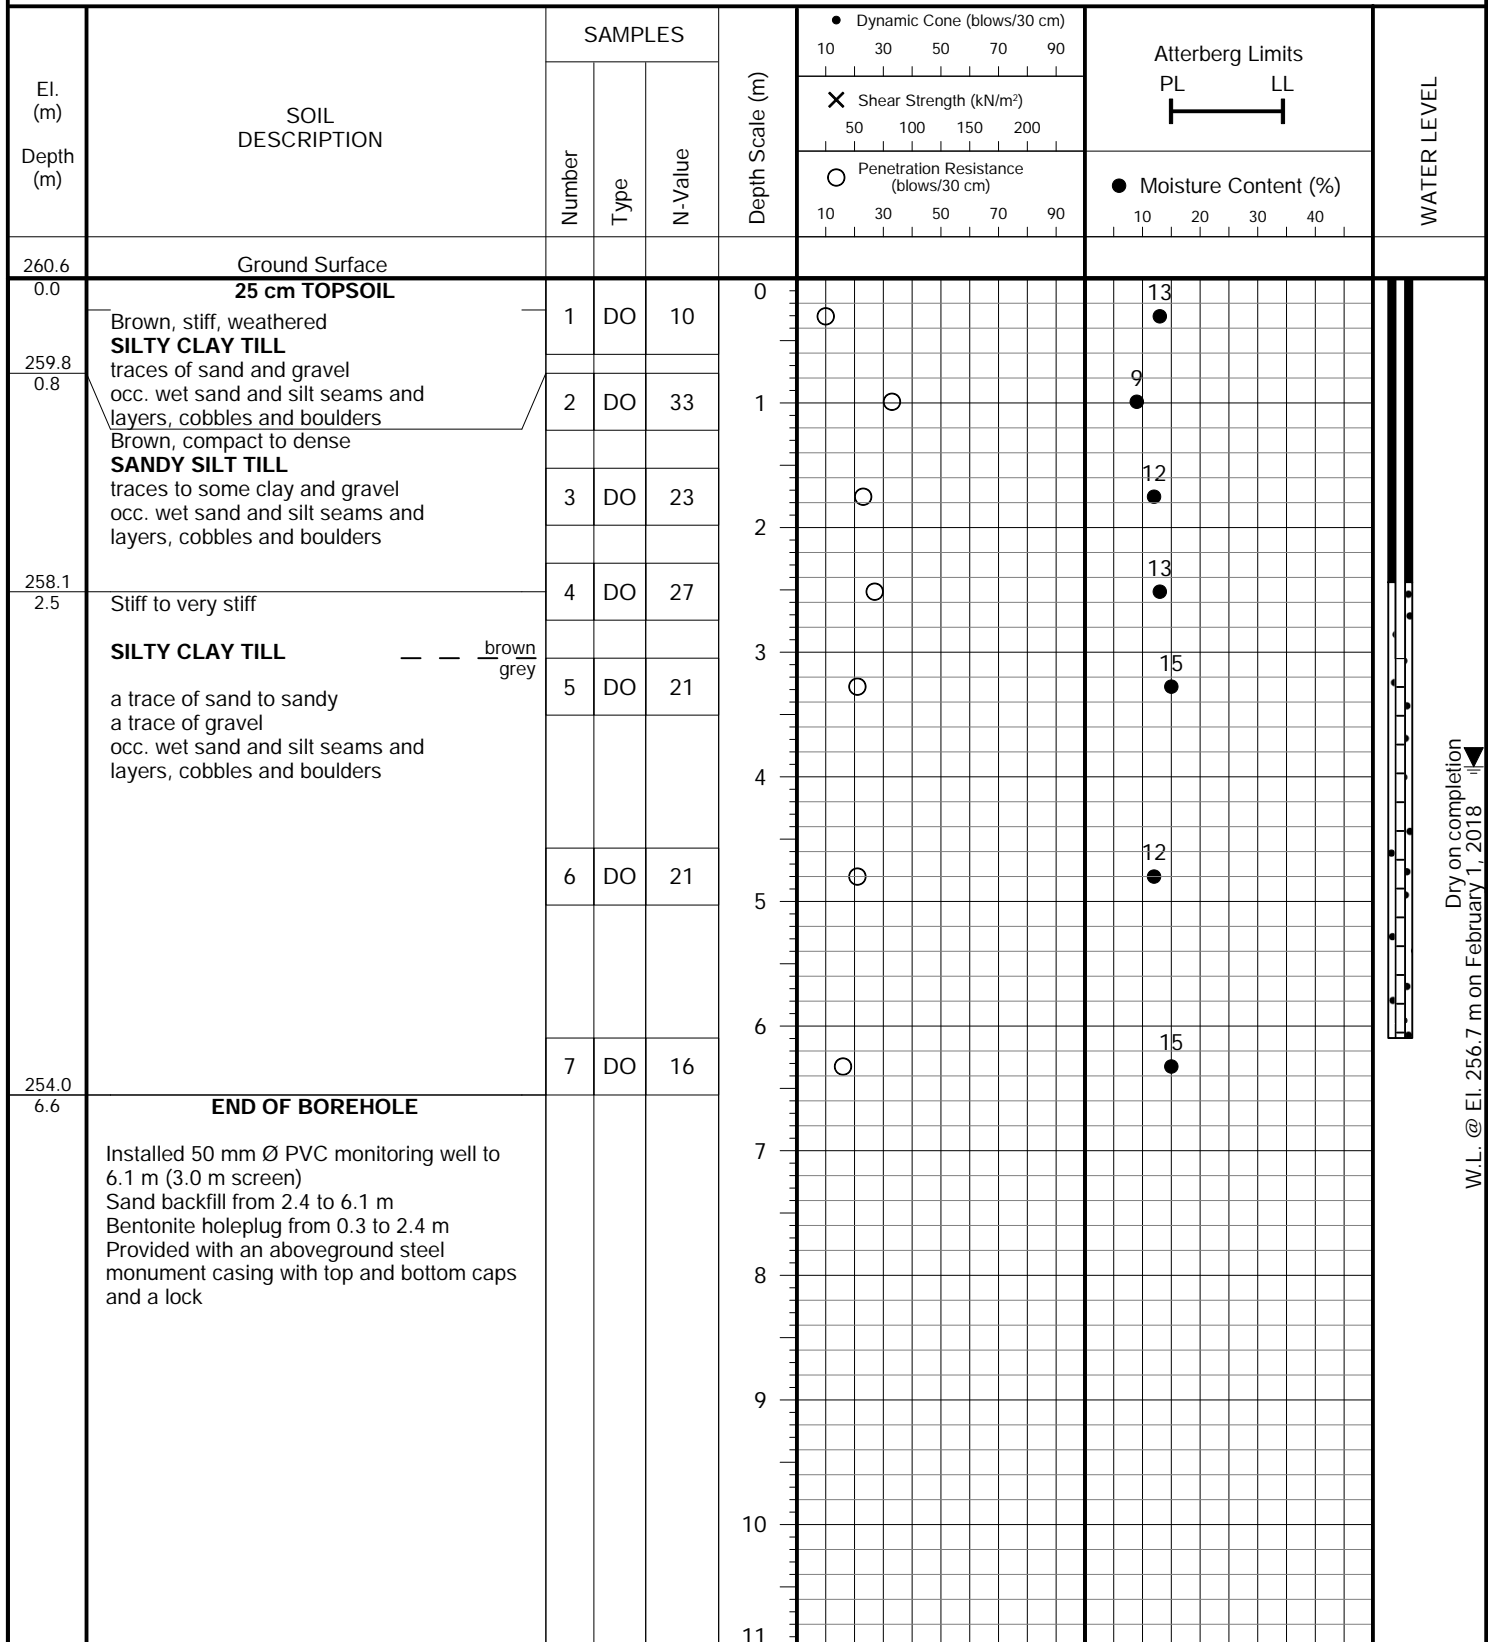 El.
(m)
Depth
(m)
SOIL
DESCRIPTION
SAMPLES
Number
Type
N-Value
Depth Scale (m)
Dynamic Cone (blows/30 cm)
10 30 50 70 90
Shear Strength (kN/m²)
50 100 150 200
Penetration Resistance
(blows/30 cm)
10 30 50 70 90
Atterberg Limits
PL LL
Moisture Content (%)
10 20 30 40
WATER LEVEL
260.6 Ground Surface
0.0 25 cm TOPSOIL 0
13
Brown, stiff, weathered 1 DO 10
SILTY CLAY TILL
259.8 traces of sand and gravel
0.8 occ. wet sand and silt seams and
9
layers, cobbles and boulders 2 DO 33 1
Brown, compact to dense
SANDY SILT TILL
12
traces to some clay and gravel 3 DO 23
occ. wet sand and silt seams and
layers, cobbles and boulders 2
13
258.1 4 DO 27
2.5 Stiff to very stiff
SILTY CLAY TILL brown 3
grey
15
5 DO 21
a trace of sand to sandy
a trace of gravel
occ. wet sand and silt seams and
layers, cobbles and boulders 4
12
6 DO 21
5
6
15
7 DO 16
254.0
6.6 END OF BOREHOLE
Installed 50 mm Ø PVC monitoring well to 7
6.1 m (3.0 m screen)
Sand backfill from 2.4 to 6.1 m
Bentonite holeplug from 0.3 to 2.4 m
Provided with an aboveground steel
monument casing with top and bottom caps 8
and a lock
9
10
11
Dry on completion
W.L. @ El. 256.7 m on February 1, 2018